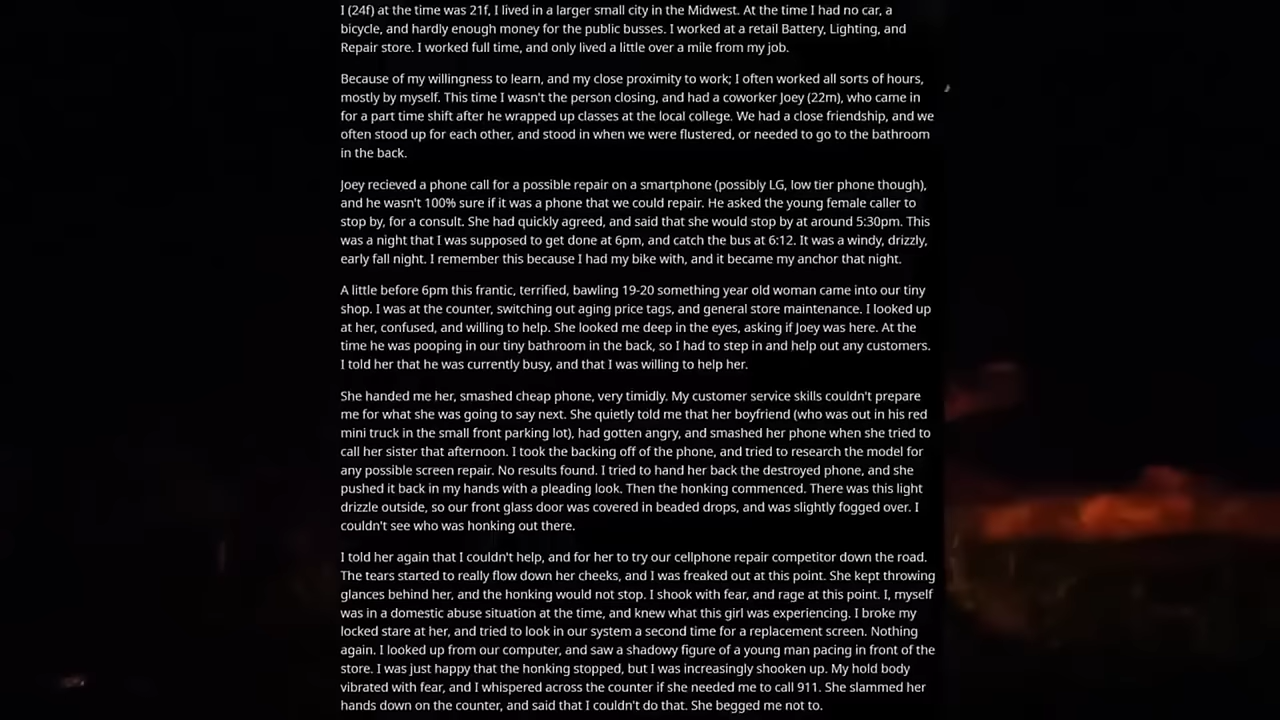 I (24f) at the time was 21f, I lived in a larger small city in the Midwest. At the time I had no car, a
bicycle, and hardly enough money for the public busses. I worked at a retail Battery, Lighting, and
Repair store. I worked full time, and only lived a little over a mile from my job.
Because of my willingness to learn, and my close proximity to work; I often worked all sorts of hours,
mostly by myself. This time I wasn't the person closing, and had a coworker Joey (22m), who came in
for a part time shift after he wrapped up classes at the local college. We had a close friendship, and we
often stood up for each other, and stood in when we were flustered, or needed to go to the bathroom
in the back.
Joey recieved a phone call for a possible repair on a smartphone (possibly LG, low tier phone though),
and he wasn't 100% sure if it was a phone that we could repair. He asked the young female caller to
stop by, for a consult. She had quickly agreed, and said that she would stop by at around 5:30pm. This
was a night that I was supposed to get done at 6pm, and catch the bus at 6:12. It was a windy, drizzly,
early fall night. I remember this because I had my bike with, and it became my anchor that night.
A little before 6pm this frantic, terrified, bawling 19-20 something year old woman came into our tiny
shop. I was at the counter, switching out aging price tags, and general store maintenance. I looked up
at her, confused, and willing to help. She looked me deep in the eyes, asking if Joey was here. At the
time he was pooping in our tiny bathroom in the back, so I had to step in and help out any customers.
I told her that he was currently busy, and that I was willing to help her.
She handed me her, smashed cheap phone, very timidly. My customer service skills couldn't prepare
me for what she was going to say next. She quietly told me that her boyfriend (who was out in his red
mini truck in the small front parking lot), had gotten angry, and smashed her phone when she tried to
call her sister that afternoon. I took the backing off of the phone, and tried to research the model for
any possible screen repair. No results found. I tried to hand her back the destroyed phone, and she
pushed it back in my hands with a pleading look. Then the honking commenced. There was this light
drizzle outside, so our front glass door was covered in beaded drops, and was slightly fogged over. I
couldn't see who was honking out there.
I told her again that I couldn't help, and for her to try our cellphone repair competitor down the road.
The tears started to really flow down her cheeks, and I was freaked out at this point. She kept throwing
glances behind her, and the honking would not stop. I shook with fear, and rage at this point. I, myself
was in a domestic abuse situation at the time, and knew what this girl was experiencing. I broke my
locked stare at her, and tried to look in our system a second time for a replacement screen. Nothing
again. I looked up from our computer, and saw a shadowy figure of a young man pacing in front of the
store. I was just happy that the honking stopped, but I was increasingly shooken up. My hold body
vibrated with fear, and I whispered across the counter if she needed me to call 911. She slammed her
hands down on the counter, and said that I couldn't do that. She begged me not to.